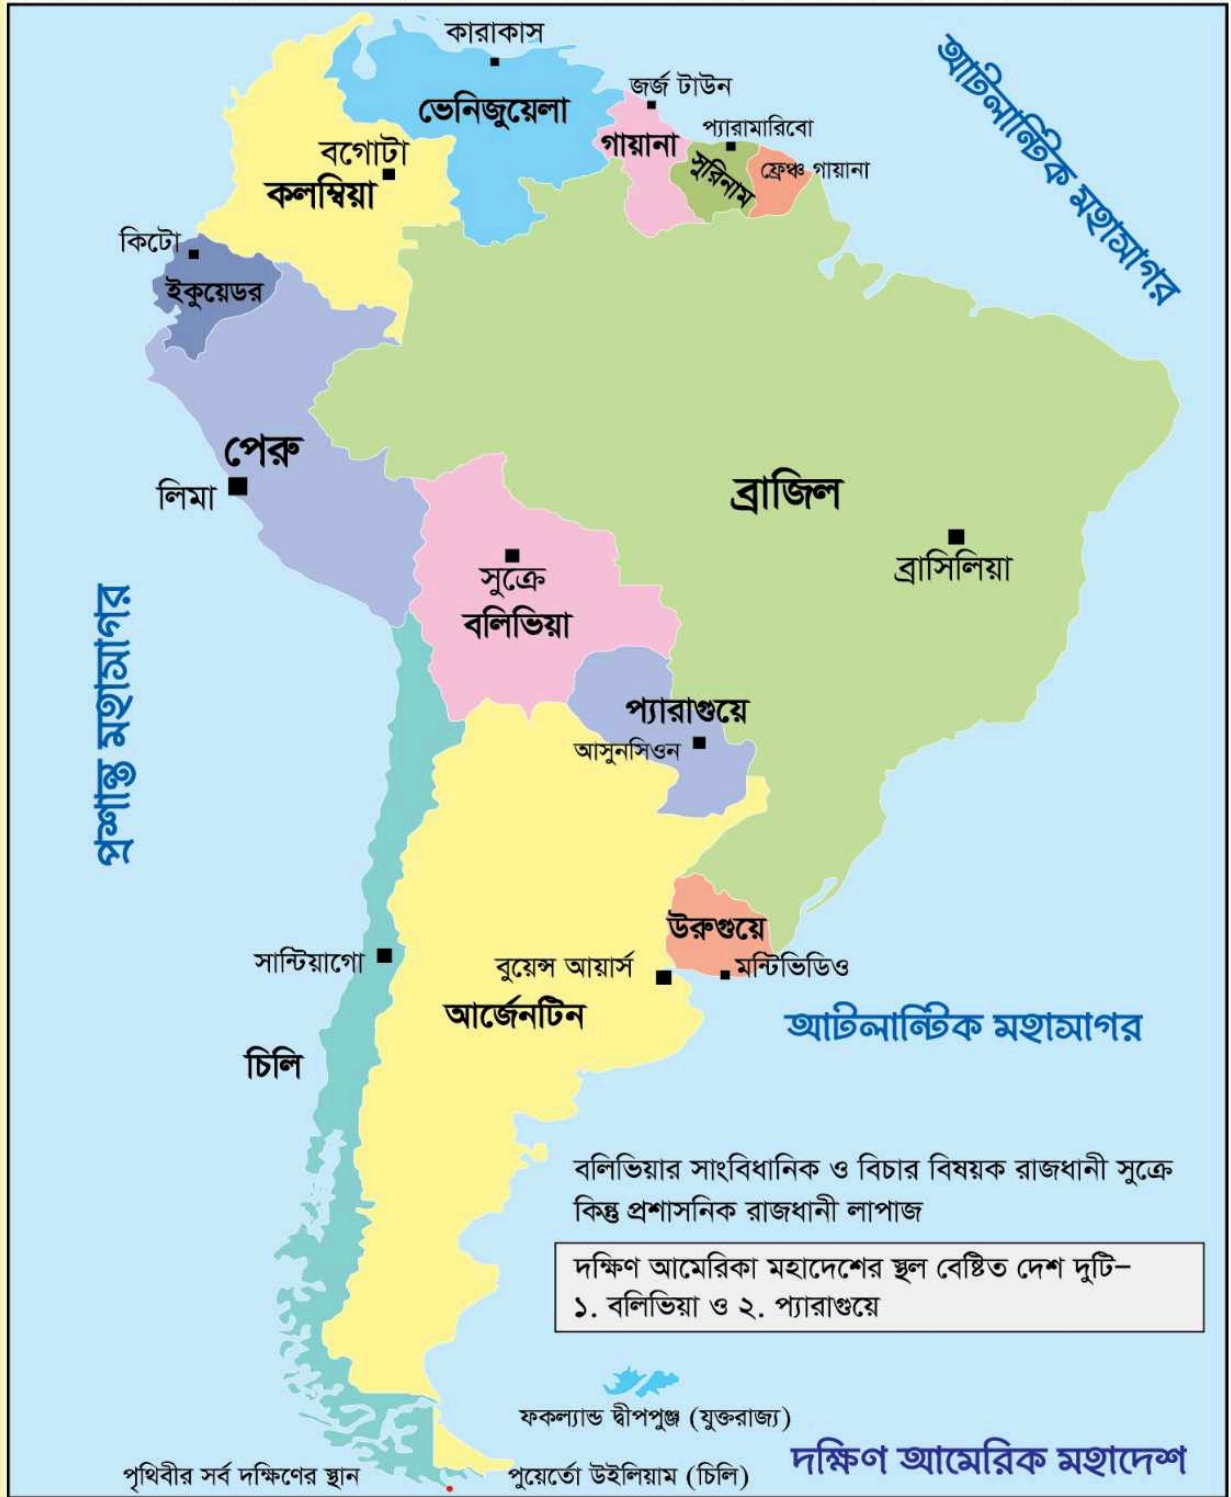 কারাকাস
ভেনিজুয়েলা
জর্জ টাউন
গায়ানা
প্যারামারিবো
সুরিনাম
ফ্রেঞ্চ গায়ানা
আটলান্টিক মহাসাগর
বগোটা
কলম্বিয়া
কিটো
ইকুয়েডর
পেরু
লিমা
ব্রাজিল
ব্রাসিলিয়া
সুক্রে
বলিভিয়া
প্রশান্ত মহাসাগর
প্যারাগুয়ে
আসুনসিওন
উরুগুয়ে
মন্টিভিডিও
সান্টিয়াগো
বুয়েন্স আয়ার্স
আর্জেনটিন
চিলি
আটলান্টিক মহাসাগর
বলিভিয়ার সাংবিধানিক ও বিচার বিষয়ক রাজধানী সুক্রে
কিন্তু প্রশাসনিক রাজধানী লাপাজ
দক্ষিণ আমেরিকা মহাদেশের স্থল বেষ্টিত দেশ দুটি–
১. বলিভিয়া ও ২. প্যারাগুয়ে
ফকল্যান্ড দ্বীপপুঞ্জ (যুক্তরাজ্য)
দক্ষিণ আমেরিক মহাদেশ
পৃথিবীর সর্ব দক্ষিণের স্থান
পুয়ের্তো উইলিয়াম (চিলি)